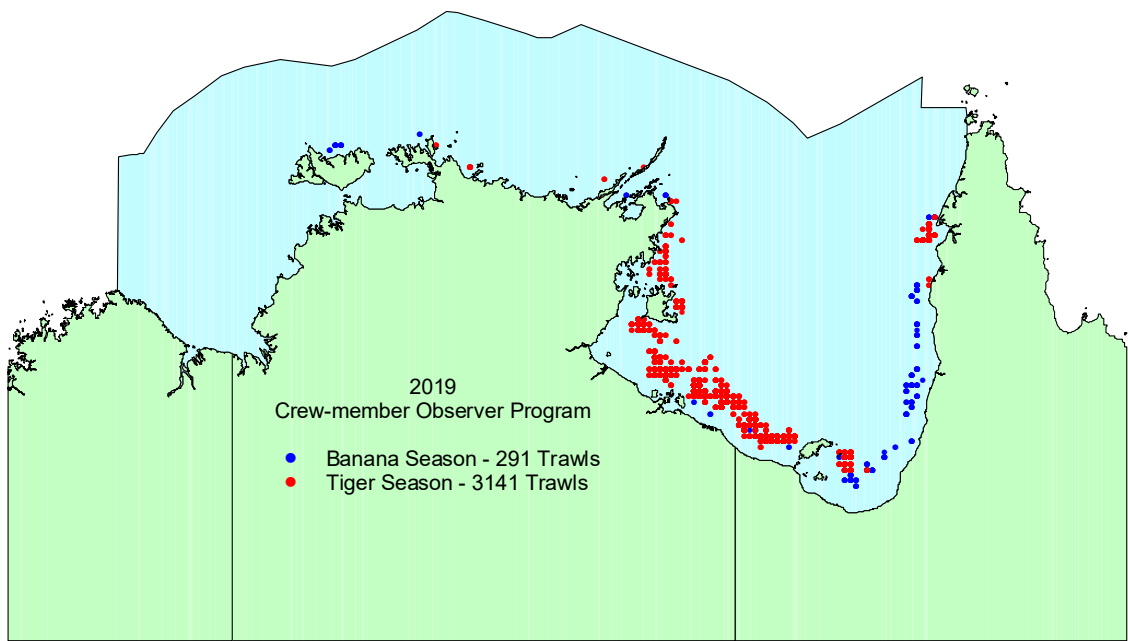 2019
Crew-member Observer Program
Banana Season - 291 Trawls
Tiger Season - 3141 Trawls